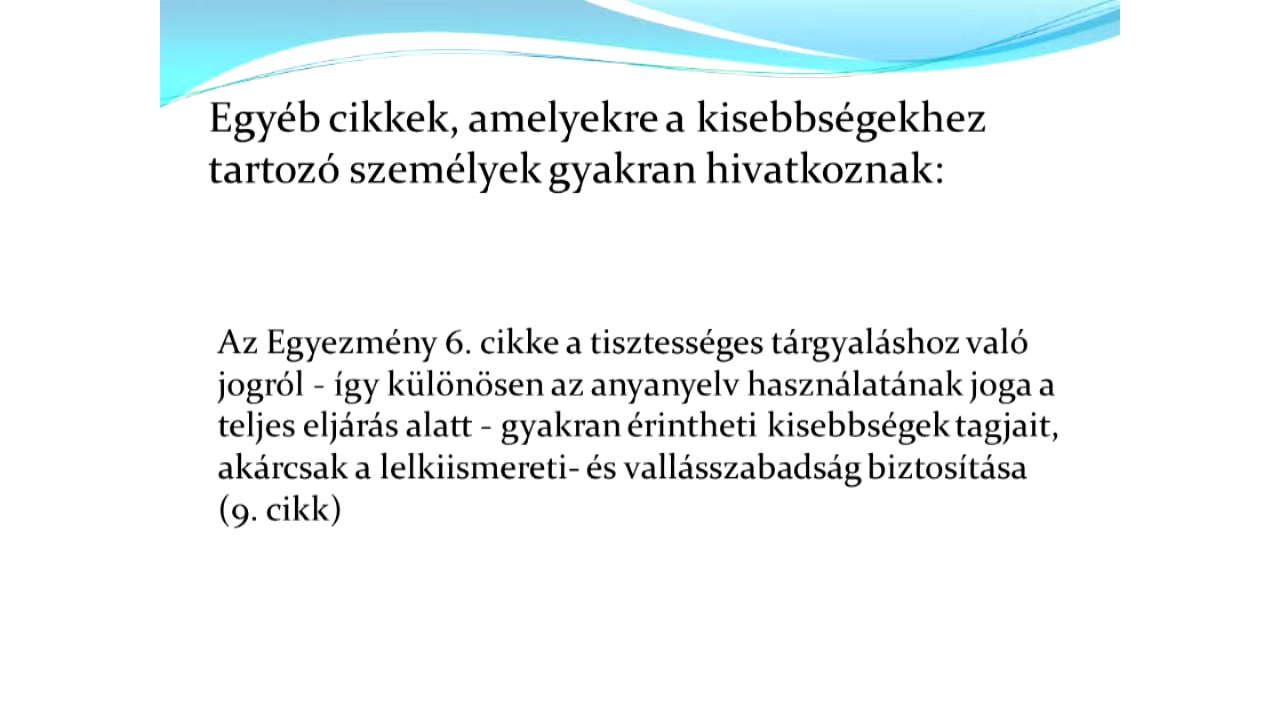 Egyéb cikkek, amelyekre a kisebbségekhez
tartozó személyek gyakran hivatkoznak:
Az Egyezmény 6. cikke a tisztességes tárgyaláshoz való
jogról - így különösen az anyanyelv használatának joga a
teljes eljárás alatt - gyakran érintheti kisebbségek tagjait,
akárcsak a lelkiismereti- és vallásszabadság biztosítása
(9. cikk)